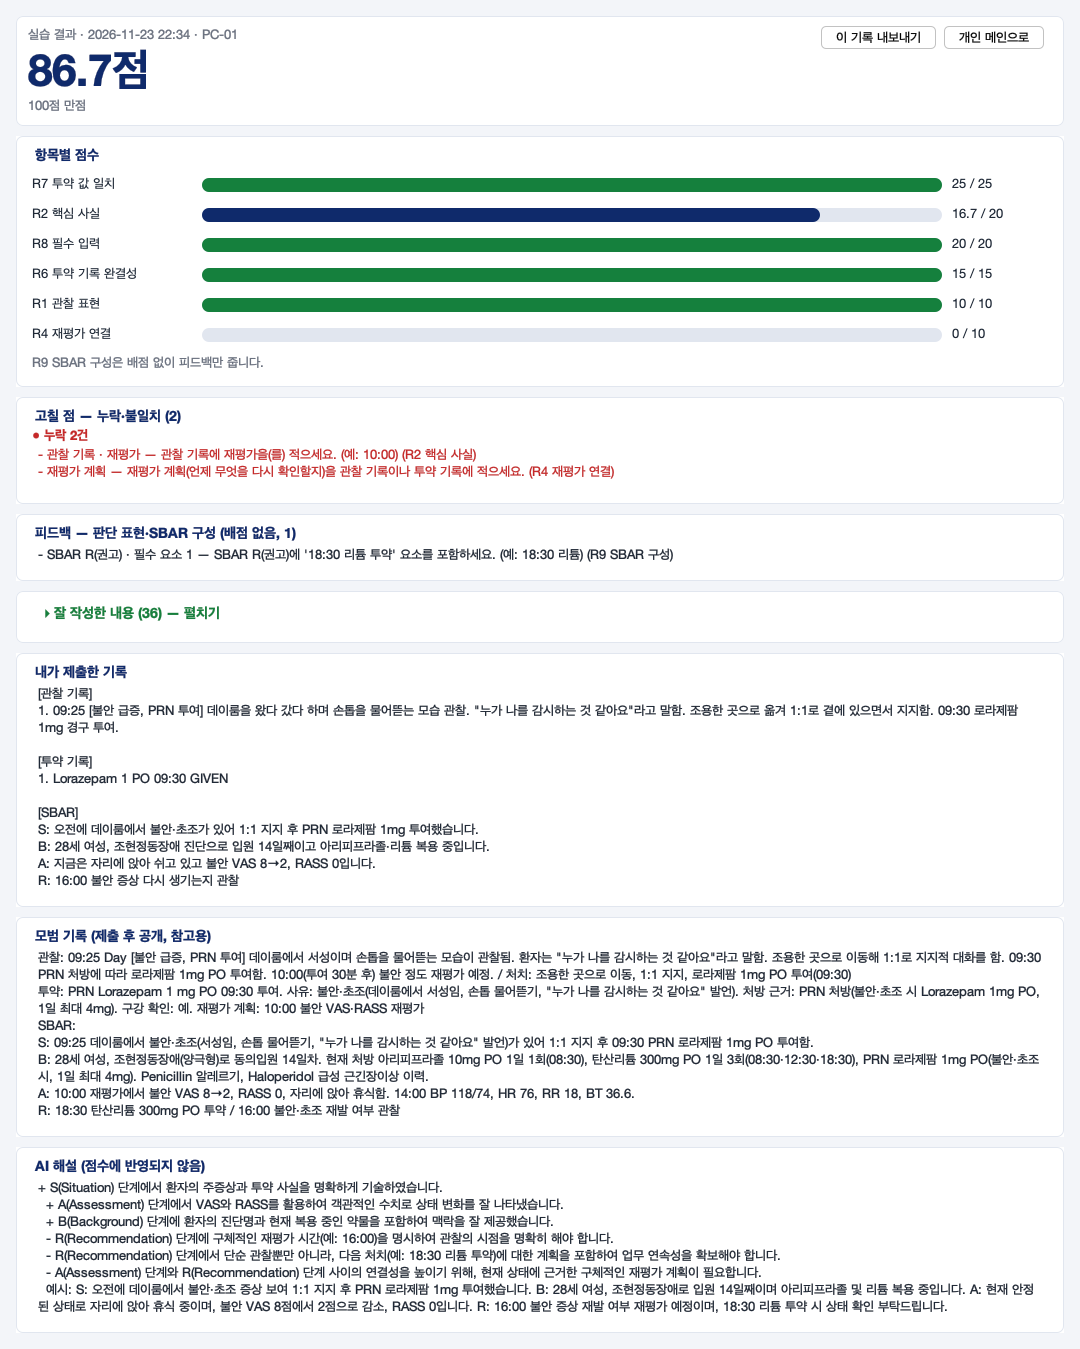 실습 결과 · 2026-11-23 22:34 · PC-01
이 기록 내보내기
개인 메인으로
86.7점
100점 만점
항목별 점수
R7 투약 값 일치 25 / 25
R2 핵심 사실 16.7 / 20
R8 필수 입력 20 / 20
R6 투약 기록 완결성 15 / 15
R1 관찰 표현 10 / 10
R4 재평가 연결 0 / 10
R9 SBAR 구성은 배점 없이 피드백만 줍니다.
고칠 점 — 누락·불일치 (2)
● 누락 2건
- 관찰 기록 · 재평가 — 관찰 기록에 재평가을(를) 적으세요. (예: 10:00) (R2 핵심 사실)
- 재평가 계획 — 재평가 계획(언제 무엇을 다시 확인할지)을 관찰 기록이나 투약 기록에 적으세요. (R4 재평가 연결)
피드백 — 판단 표현·SBAR 구성 (배점 없음, 1)
- SBAR R(권고) · 필수 요소 1 — SBAR R(권고)에 '18:30 리튬 투약' 요소를 포함하세요. (예: 18:30 리튬) (R9 SBAR 구성)
잘 작성한 내용 (36) — 펼치기
내가 제출한 기록
[관찰 기록]
1. 09:25 [불안 급증, PRN 투여] 데이룸을 왔다 갔다 하며 손톱을 물어뜯는 모습 관찰. "누가 나를 감시하는 것 같아요"라고 말함. 조용한 곳으로 옮겨 1:1로 곁에 있으면서 지지함. 09:30 로라제팜
1mg 경구 투여.
[투약 기록]
1. Lorazepam 1 PO 09:30 GIVEN
[SBAR]
S: 오전에 데이룸에서 불안·초조가 있어 1:1 지지 후 PRN 로라제팜 1mg 투여했습니다.
B: 28세 여성, 조현정동장애 진단으로 입원 14일째이고 아리피프라졸·리튬 복용 중입니다.
A: 지금은 자리에 앉아 쉬고 있고 불안 VAS 8→2, RASS 0입니다.
R: 16:00 불안 증상 다시 생기는지 관찰
모범 기록 (제출 후 공개, 참고용)
관찰: 09:25 Day [불안 급증, PRN 투여] 데이룸에서 서성이며 손톱을 물어뜯는 모습이 관찰됨. 환자는 "누가 나를 감시하는 것 같아요"라고 말함. 조용한 곳으로 이동해 1:1로 지지적 대화를 함. 09:30
PRN 처방에 따라 로라제팜 1mg PO 투여함. 10:00(투여 30분 후) 불안 정도 재평가 예정. / 처치: 조용한 곳으로 이동, 1:1 지지, 로라제팜 1mg PO 투여(09:30)
투약: PRN Lorazepam 1 mg PO 09:30 투여. 사유: 불안·초조(데이룸에서 서성임, 손톱 물어뜯기, "누가 나를 감시하는 것 같아요" 발언). 처방 근거: PRN 처방(불안·초조 시 Lorazepam 1mg PO,
1일 최대 4mg). 구강 확인: 예. 재평가 계획: 10:00 불안 VAS·RASS 재평가
SBAR:
S: 09:25 데이룸에서 불안·초조(서성임, 손톱 물어뜯기, "누가 나를 감시하는 것 같아요" 발언)가 있어 1:1 지지 후 09:30 PRN 로라제팜 1mg PO 투여함.
B: 28세 여성, 조현정동장애(양극형)로 동의입원 14일차. 현재 처방 아리피프라졸 10mg PO 1일 1회(08:30), 탄산리튬 300mg PO 1일 3회(08:30·12:30·18:30), PRN 로라제팜 1mg PO(불안·초조
시, 1일 최대 4mg). Penicillin 알레르기, Haloperidol 급성 근긴장이상 이력.
A: 10:00 재평가에서 불안 VAS 8→2, RASS 0, 자리에 앉아 휴식함. 14:00 BP 118/74, HR 76, RR 18, BT 36.6.
R: 18:30 탄산리튬 300mg PO 투약 / 16:00 불안·초조 재발 여부 관찰
AI 해설 (점수에 반영되지 않음)
+ S(Situation) 단계에서 환자의 주증상과 투약 사실을 명확하게 기술하였습니다.
+ A(Assessment) 단계에서 VAS와 RASS를 활용하여 객관적인 수치로 상태 변화를 잘 나타냈습니다.
+ B(Background) 단계에 환자의 진단명과 현재 복용 중인 약물을 포함하여 맥락을 잘 제공했습니다.
- R(Recommendation) 단계에 구체적인 재평가 시간(예: 16:00)을 명시하여 관찰의 시점을 명확히 해야 합니다.
- R(Recommendation) 단계에서 단순 관찰뿐만 아니라, 다음 처치(예: 18:30 리튬 투약)에 대한 계획을 포함하여 업무 연속성을 확보해야 합니다.
- A(Assessment) 단계와 R(Recommendation) 단계 사이의 연결성을 높이기 위해, 현재 상태에 근거한 구체적인 재평가 계획이 필요합니다.
예시: S: 오전에 데이룸에서 불안·초조 증상 보여 1:1 지지 후 PRN 로라제팜 1mg 투여했습니다. B: 28세 여성, 조현정동장애로 입원 14일째이며 아리피프라졸 및 리튬 복용 중입니다. A: 현재 안정
된 상태로 자리에 앉아 휴식 중이며, 불안 VAS 8점에서 2점으로 감소, RASS 0입니다. R: 16:00 불안 증상 재발 여부 재평가 예정이며, 18:30 리튬 투약 시 상태 확인 부탁드립니다.